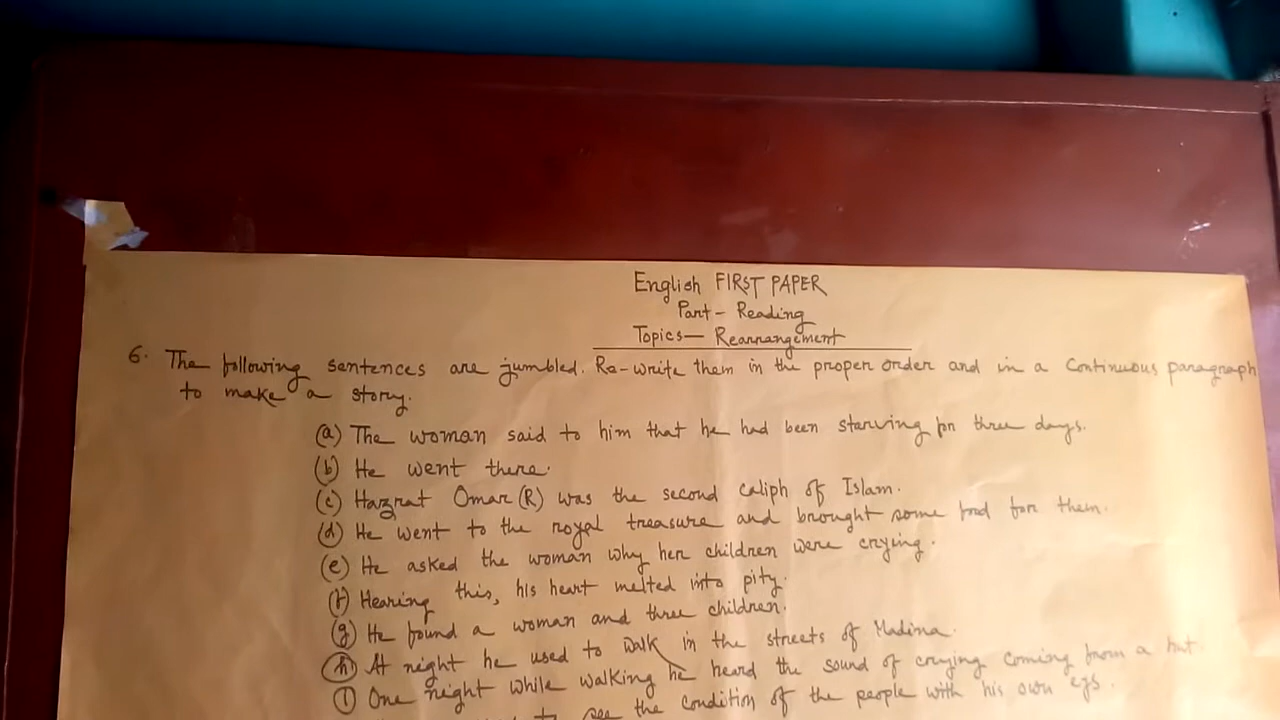 English FIRST PAPER
Part - Reading
Topics — Rearrangement
6. The following sentences are jumbled. Re-write them in the proper order and in a Continuous paragraph
to make a story.
(a) The woman said to him that he had been starving for three days.
(b) He went there.
(c) Hazrat Omar (R) was the second caliph of Islam.
(d) He went to the royal treasure and brought some food for them.
(e) He asked the woman why her children were crying.
(f) Hearing this, his heart melted into pity.
(g) He found a woman and three children.
(h) At night he used to walk in the streets of Madina.
(i) One night while walking he heard the sound of crying coming from a hut.
to see the condition of the people with his own eys.